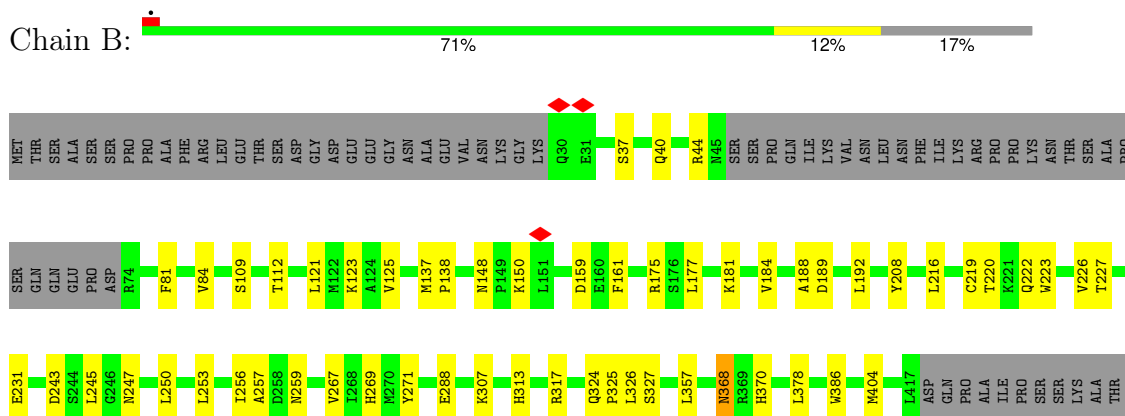 Chain B:
71% 12% 17%
MET THR SER ALA SER SER PRO PRO ALA PHE ARG LEU GLU THR SER ASP GLY ASP GLU GLU GLY ASN ALA GLU VAL ASN LYS GLY LYS Q30 E31 S37 Q40 R44 N45 SER SER PRO GLN ILE LYS VAL ASN LEU ASN PHE ILE LYS ARG PRO PRO LYS ASN THR SER ALA PRO
SER GLN GLN GLU PRO ASP R74 F81 V84 S109 T112 L121 M122 K123 A124 V125 M137 P138 N148 P149 K150 L151 D159 E160 F161 R175 S176 L177 K181 V184 A188 D189 L192 Y208 L216 C219 T220 K221 Q222 W223 V226 T227
E231 D243 S244 L245 G246 N247 L250 L253 I256 A257 D258 N259 V267 I268 H269 M270 Y271 E288 K307 H313 R317 Q324 P325 L326 S327 L357 N368 R369 H370 L378 W386 M404 L417 ASP GLN PRO ALA ILE PRO SER SER LYS ALA THR